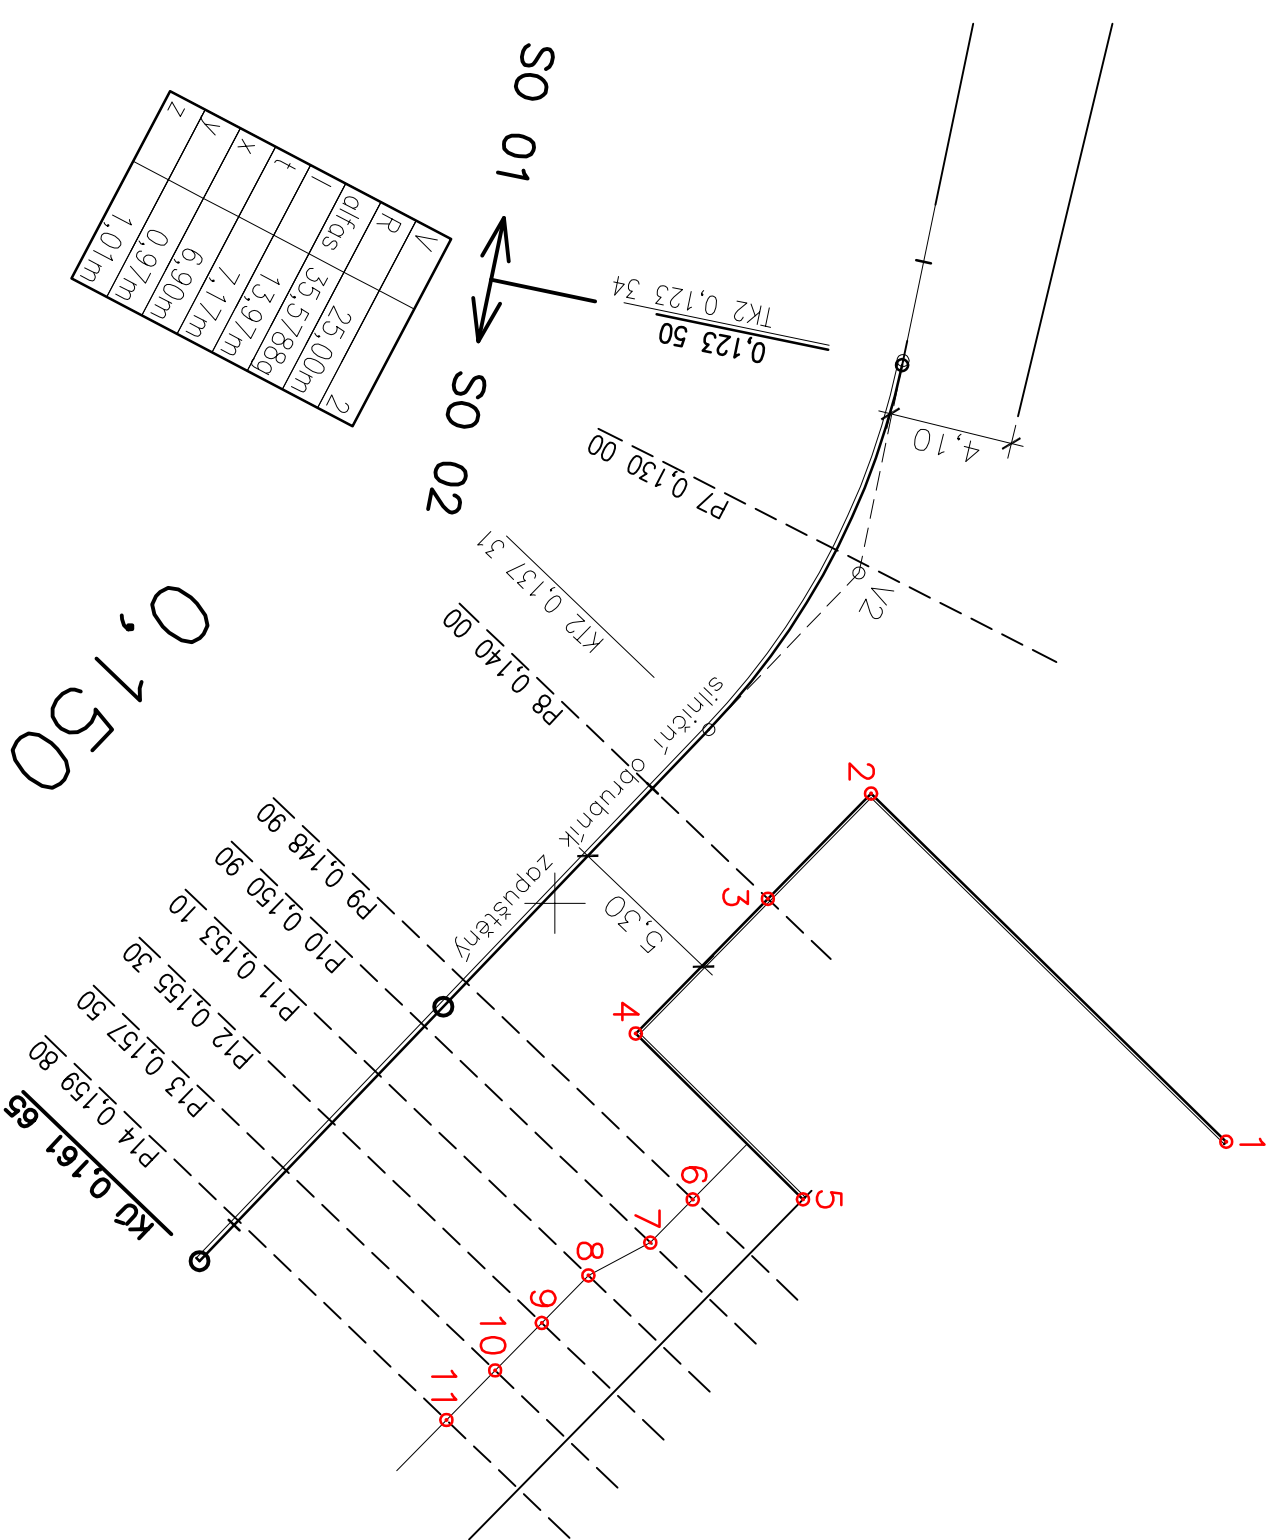 SO 01
SO 02
V 2
R 25,00m
alfas 35,5788g
l 13,97m
t 7,17m
x 6,90m
y 0,97m
z 1,01m
TK2 0,123 34
0,123 50
4,10
P7 0,130 00
V2
KT2 0,137 31
P8 0,140 00
silniční obrubník zapuštěný
5,30
0,150
P9 0,148 90
P10 0,150 90
P11 0,153 10
P12 0,155 30
P13 0,157 50
P14 0,159 80
KÚ 0,161 65
1
2
3
4
5
6
7
8
9
10
11